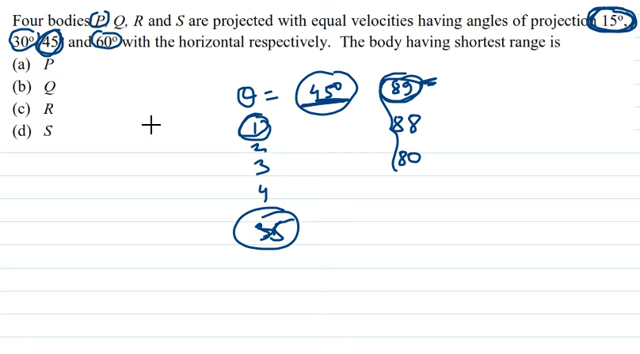 Four bodies P, Q, R and S are projected with equal velocities having angles of projection 15°,
30°, 45 and 60° with the horizontal respectively. The body having shortest range is
(a) P
(b) Q
(c) R
(d) S
θ = 45° 89
1 88
2
3 80
4